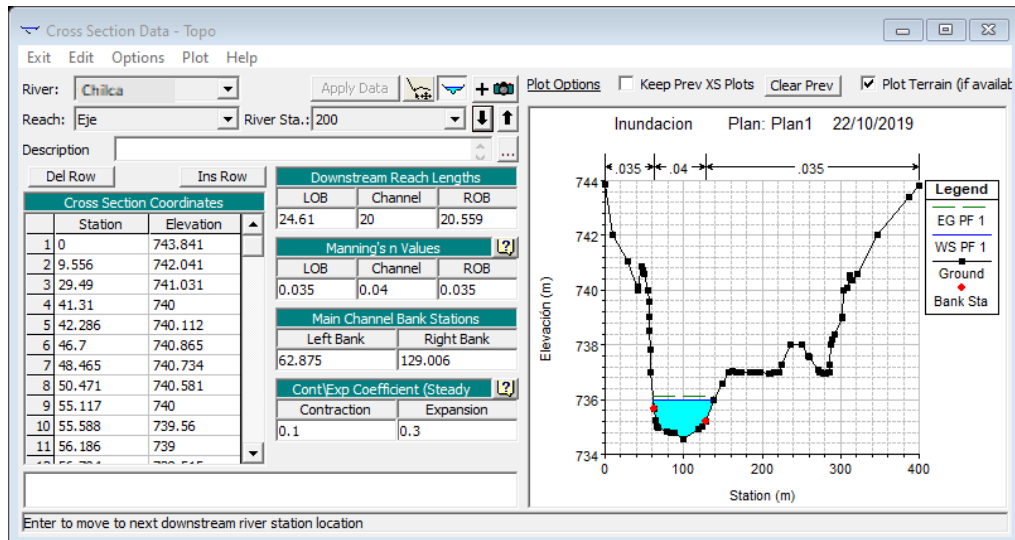 Cross Section Data - Topo
Exit Edit Options Plot Help
River: Chilca Apply Data Plot Options Keep Prev XS Plots Clear Prev Plot Terrain (if availab
Reach: Eje River Sta.: 200
Description ...
Del Row Ins Row
Cross Section Coordinates
Station Elevation
1 0 743.841
2 9.556 742.041
3 29.49 741.031
4 41.31 740
5 42.286 740.112
6 46.7 740.865
7 48.465 740.734
8 50.471 740.581
9 55.117 740
10 55.588 739.56
11 56.186 739
Downstream Reach Lengths
LOB Channel ROB
24.61 20 20.559
Manning's n Values
LOB Channel ROB
0.035 0.04 0.035
Main Channel Bank Stations
Left Bank Right Bank
62.875 129.006
Cont\Exp Coefficient (Steady
Contraction Expansion
0.1 0.3
Inundacion Plan: Plan1 22/10/2019
.035 .04 .035
744
742
740
738
736
734
0 100 200 300 400
Elevación (m)
Station (m)
Legend
EG PF 1
WS PF 1
Ground
Bank Sta
Enter to move to next downstream river station location